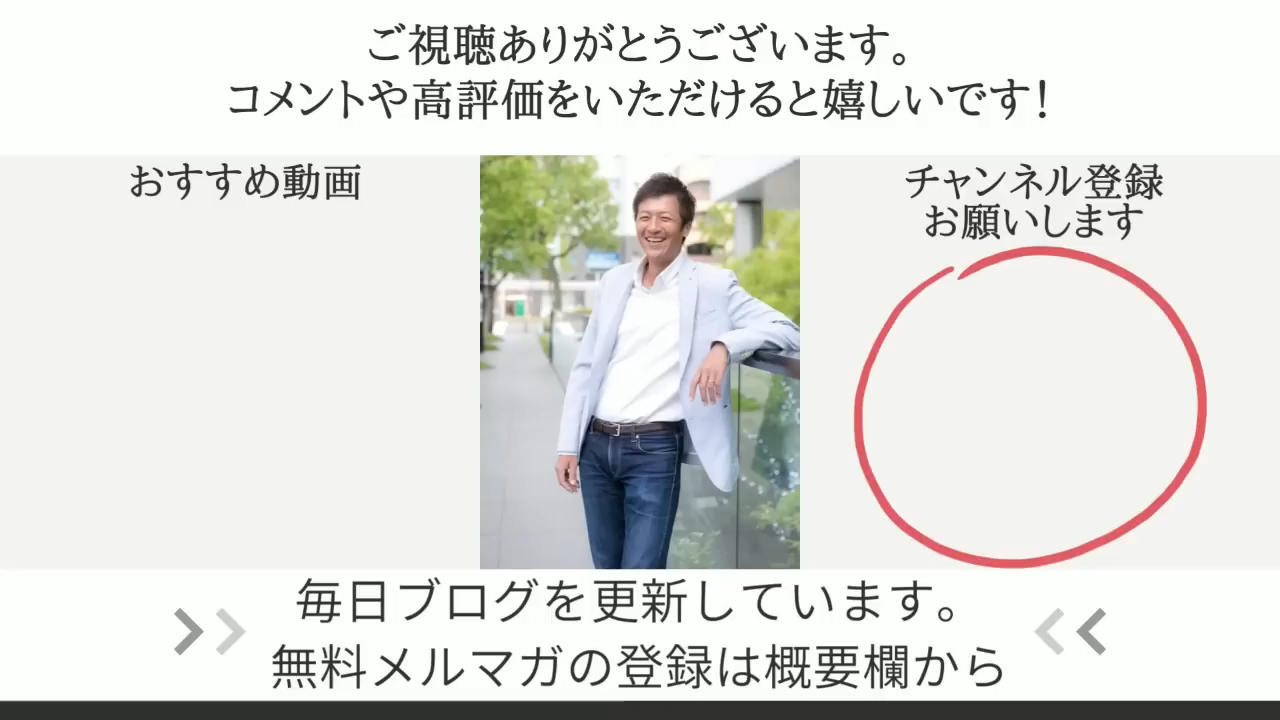 ご視聴ありがとうございます。
コメントや高評価をいただけると嬉しいです!
おすすめ動画
チャンネル登録
お願いします
毎日ブログを更新しています。
無料メルマガの登録は概要欄から